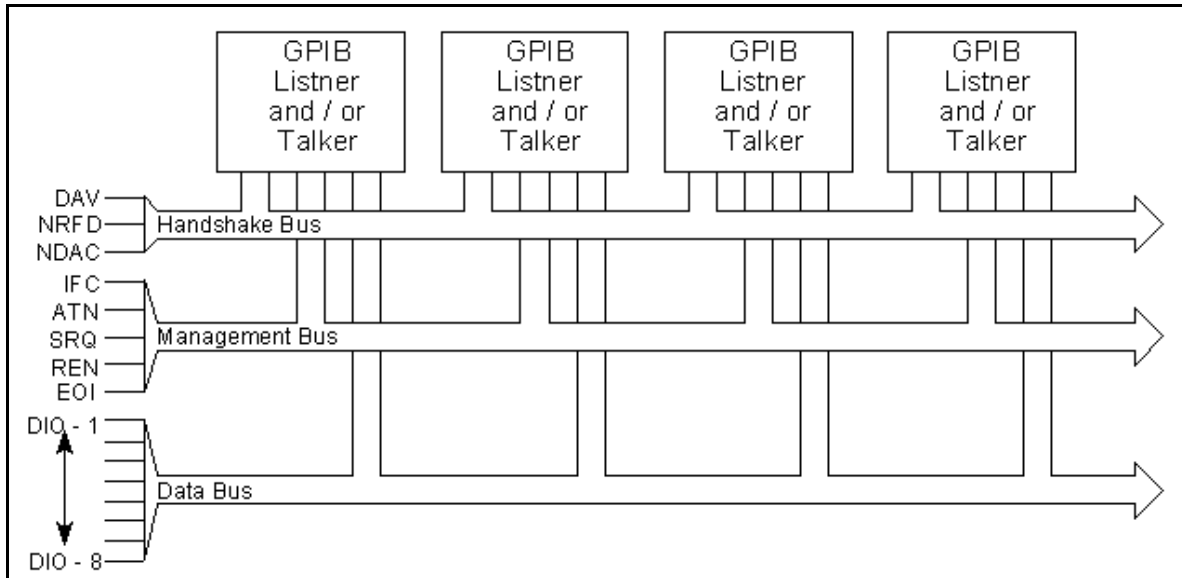 GPIB
Listner
and / or
Talker
GPIB
Listner
and / or
Talker
GPIB
Listner
and / or
Talker
GPIB
Listner
and / or
Talker
DAV
NRFD
NDAC
Handshake Bus
IFC
ATN
SRQ
REN
EOI
Management Bus
DIO - 1
Data Bus
DIO - 8